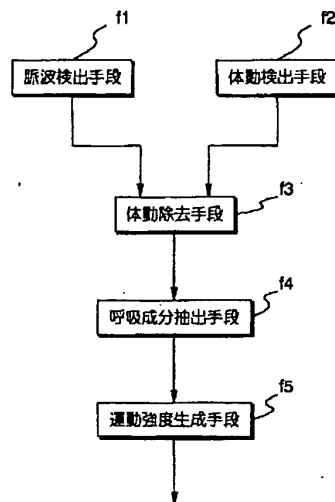 f1
f2
脈波検出手段
体動検出手段
f3
体動除去手段
f4
呼吸成分抽出手段
f5
運動強度生成手段